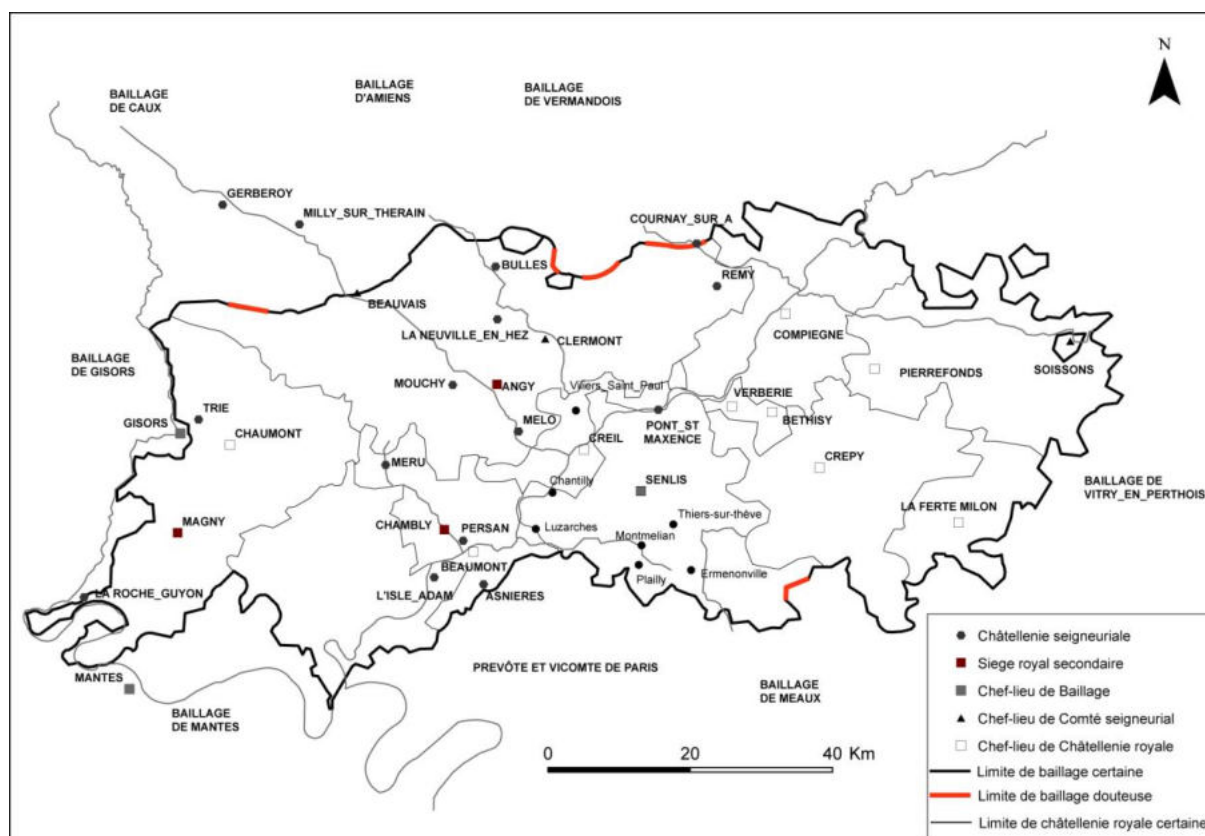 N
BAILLAGE
DE CAUX
BAILLAGE
D'AMIENS
BAILLAGE
DE VERMANDOIS
GERBEROY
MILLY_SUR_THERAIN
COURNAY_SUR_A
BULLES
REMY
BEAUVAIS
LA NEUVILLE_EN_HEZ
CLERMONT
COMPIEGNE
SOISSONS
BAILLAGE
DE GISORS
MOUCHY
ANGY
Viliers_Saint_Paul
PIERREFONDS
VERBERIE
BETHISY
TRIE
GISORS
CHAUMONT
MELO
CREIL
PONT_ST
MAXENCE
MERU
CREPY
Chantilly
SENLIS
BAILLAGE DE
VITRY_EN_PERTHOIS
LA FERTE MILON
MAGNY
CHAMBLY
PERSAN
Luzarches
Thiers-sur-thève
Montmelian
BEAUMONT
Plailly
Ermenonville
LA ROCHE_GUYON
L'ISLE_ADAM
ASNIERES
MANTES
BAILLAGE
DE MANTES
PREVÔTE ET VICOMTE DE PARIS
BAILLAGE
DE MEAUX
0 20 40 Km
Châtellenie seigneuriale
Siege royal secondaire
Chef-lieu de Baillage
Chef-lieu de Comté seigneurial
Chef-lieu de Châtellenie royale
Limite de baillage certaine
Limite de baillage douteuse
Limite de châtellenie royale certaine